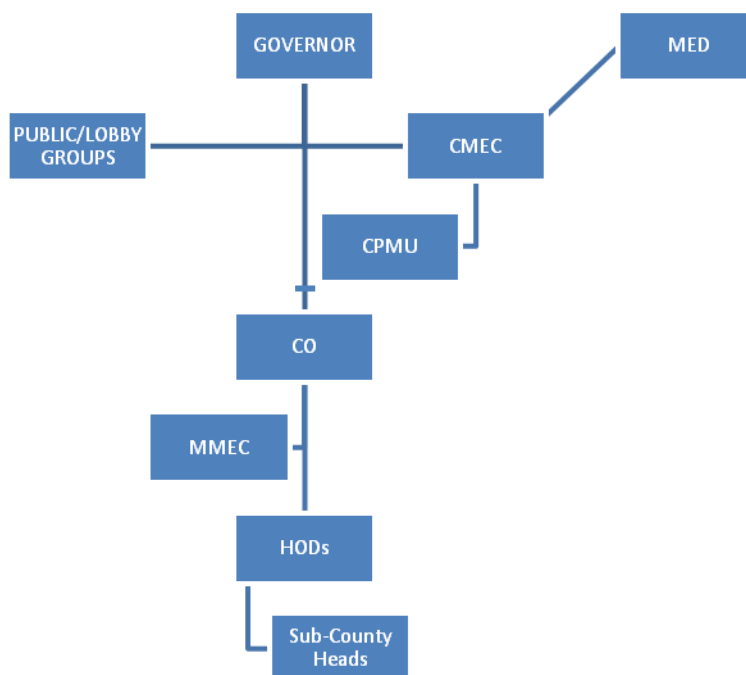 GOVERNOR
MED
PUBLIC/LOBBY
GROUPS
CMEC
CPMU
CO
MMEC
HODs
Sub-County
Heads